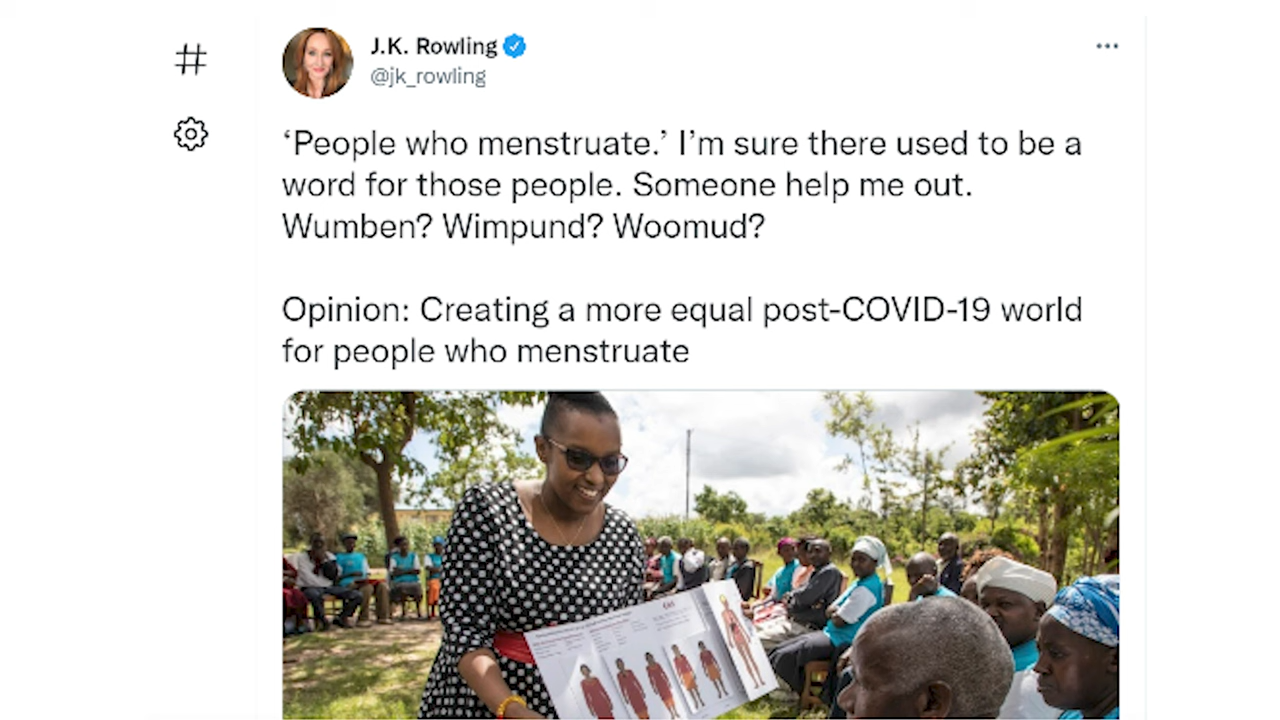 #
J.K. Rowling
@jk_rowling
‘People who menstruate.’ I’m sure there used to be a
word for those people. Someone help me out.
Wumben? Wimpund? Woomud?
Opinion: Creating a more equal post-COVID-19 world
for people who menstruate